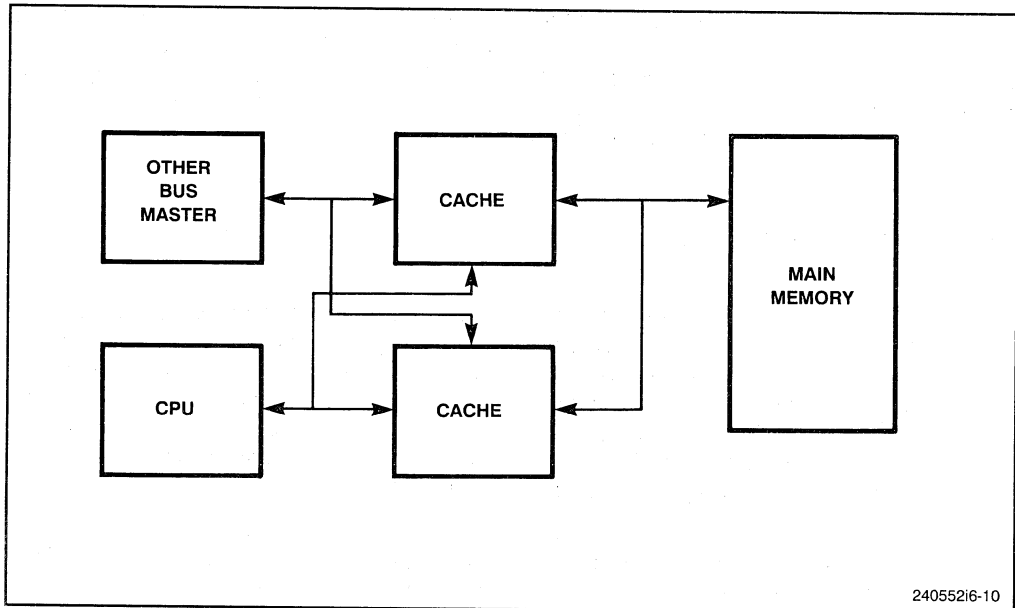 OTHER
BUS
MASTER
CACHE
MAIN
MEMORY
CPU
CACHE
240552i6-10